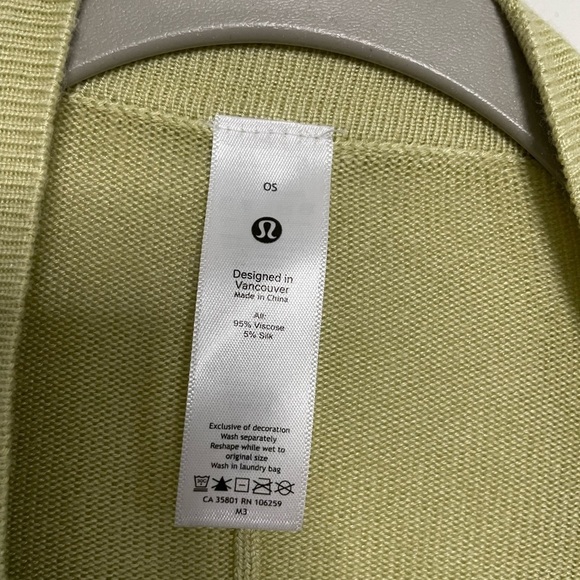 OS
Designed in
Vancouver
Made in China
All:
95% Viscose
5% Silk
Exclusive of decoration
Wash separately
Reshape while wet to
original size
Wash in laundry bag
CA 35801 RN 106259
M3